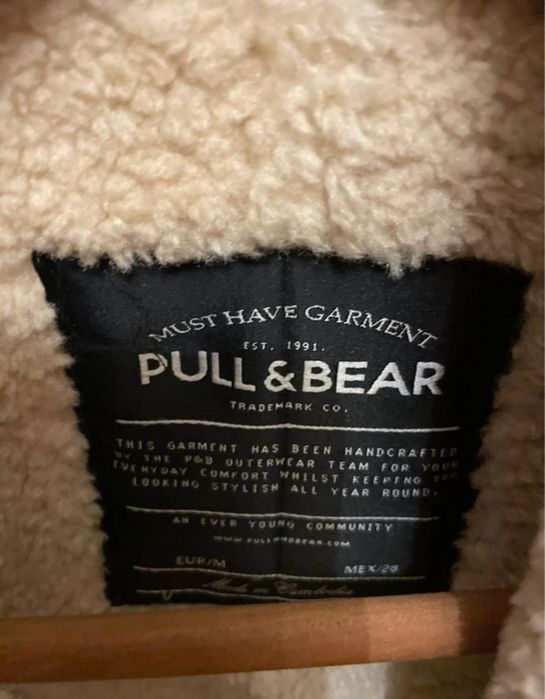 MUST HAVE GARMENT
EST. 1991.
PULL&BEAR
TRADEMARK CO.
THIS GARMENT HAS BEEN HANDCRAFTED
BY THE P&B OUTERWEAR TEAM FOR YOUR
EVERYDAY COMFORT WHILST KEEPING YOU
LOOKING STYLISH ALL YEAR ROUND.
AN EVER YOUNG COMMUNITY
WWW.PULLANDBEAR.COM
EUR/M MEX/28
Made in Cambodia